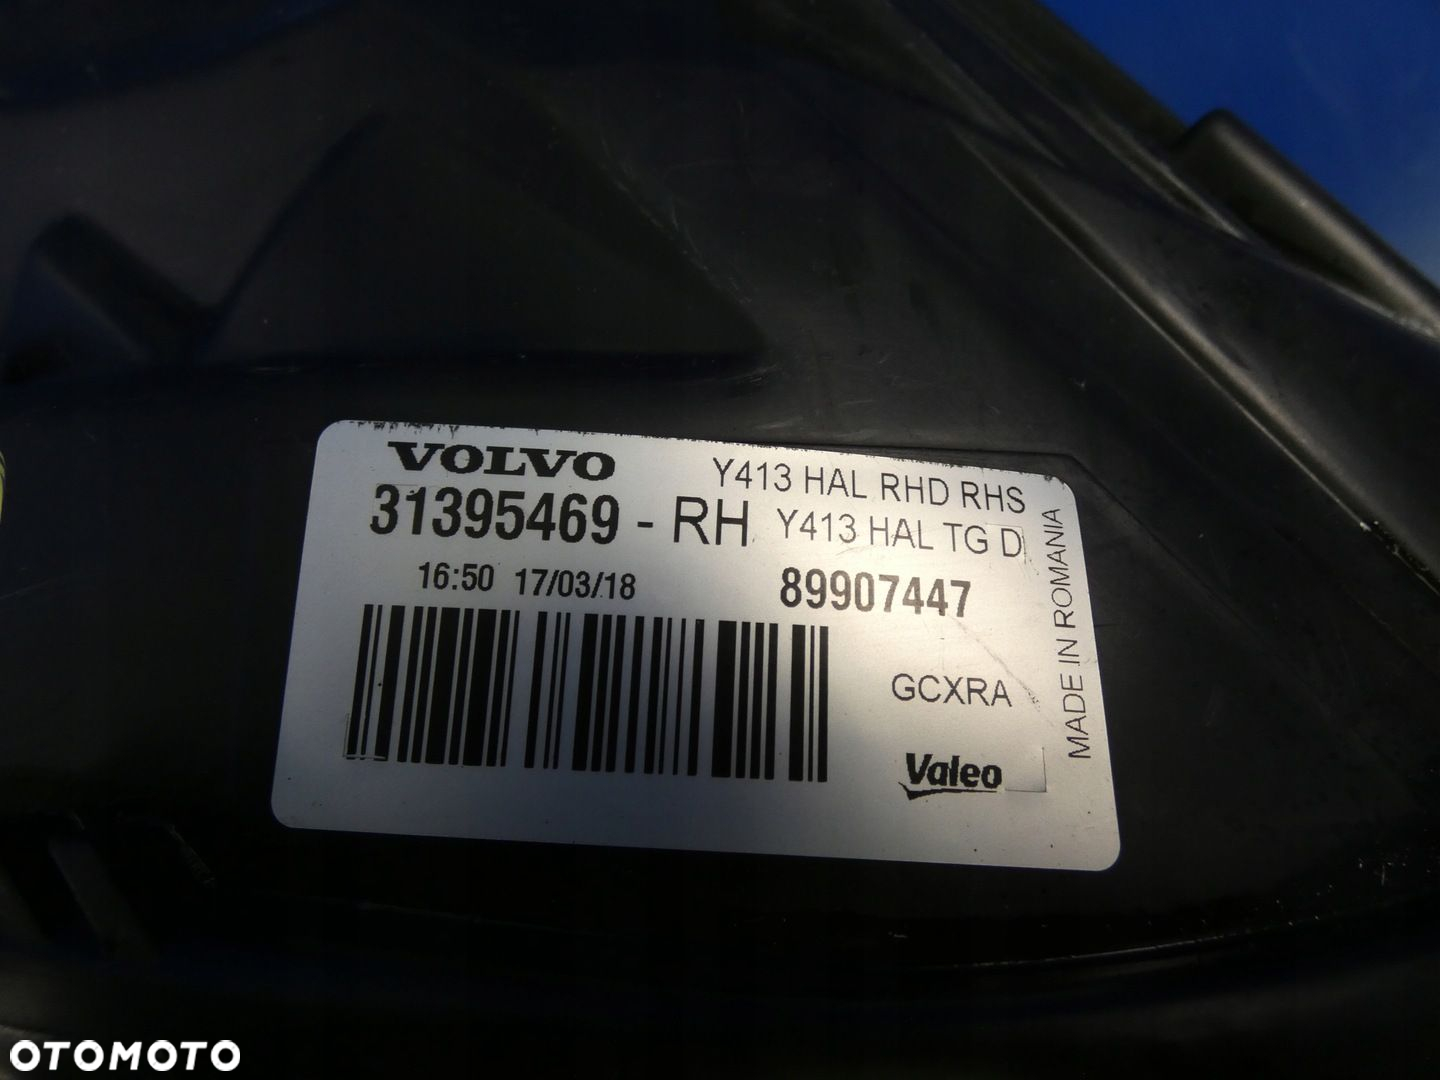 VOLVO
Y413 HAL RHD RHS
31395469 - RH
Y413 HAL TG D
16:50 17/03/18
89907447
MADE IN ROMANIA
GCXRA
Valeo
OTOMOTO